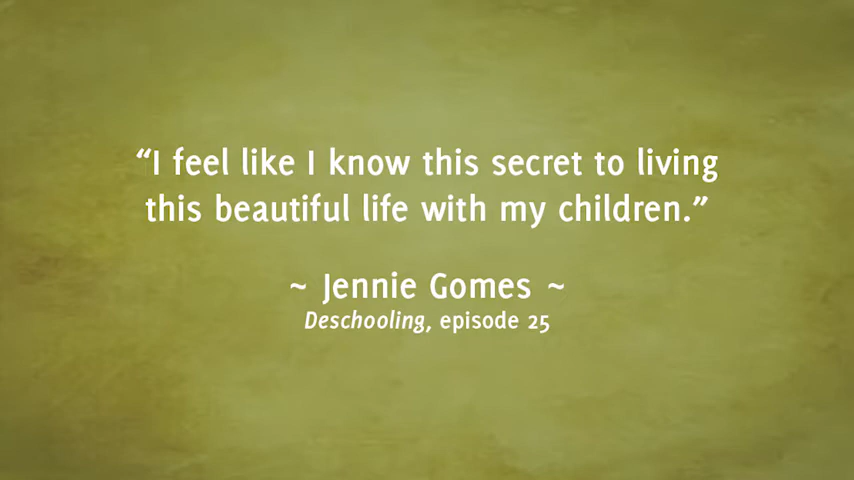 “I feel like I know this secret to living
this beautiful life with my children.”
~ Jennie Gomes ~
Deschooling, episode 25